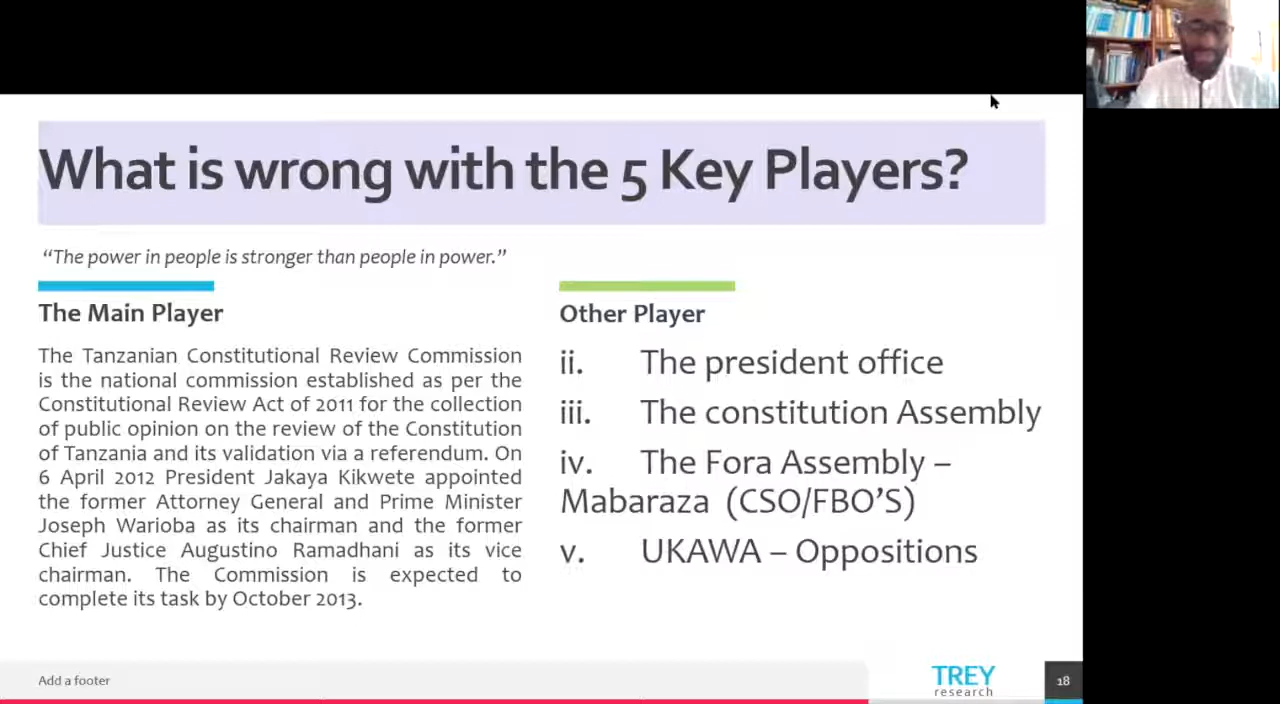 What is wrong with the 5 Key Players?
“The power in people is stronger than people in power.”
The Main Player
The Tanzanian Constitutional Review Commission
is the national commission established as per the
Constitutional Review Act of 2011 for the collection
of public opinion on the review of the Constitution
of Tanzania and its validation via a referendum. On
6 April 2012 President Jakaya Kikwete appointed
the former Attorney General and Prime Minister
Joseph Warioba as its chairman and the former
Chief Justice Augustino Ramadhani as its vice
chairman. The Commission is expected to
complete its task by October 2013.
Other Player
ii. The president office
iii. The constitution Assembly
iv. The Fora Assembly –
Mabaraza (CSO/FBO’S)
v. UKAWA – Oppositions
Add a footer
TREY
research
18